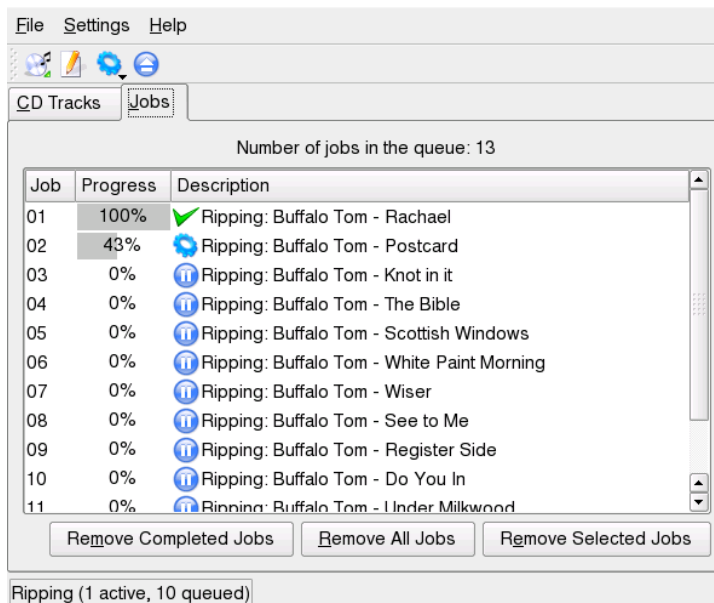 File Settings Help
CD Tracks Jobs
Number of jobs in the queue: 13
Job Progress Description
01 100% Ripping: Buffalo Tom - Rachael
02 43% Ripping: Buffalo Tom - Postcard
03 0% Ripping: Buffalo Tom - Knot in it
04 0% Ripping: Buffalo Tom - The Bible
05 0% Ripping: Buffalo Tom - Scottish Windows
06 0% Ripping: Buffalo Tom - White Paint Morning
07 0% Ripping: Buffalo Tom - Wiser
08 0% Ripping: Buffalo Tom - See to Me
09 0% Ripping: Buffalo Tom - Register Side
10 0% Ripping: Buffalo Tom - Do You In
11 0% Ripping: Buffalo Tom - Under Milkwood
Remove Completed Jobs Remove All Jobs Remove Selected Jobs
Ripping (1 active, 10 queued)